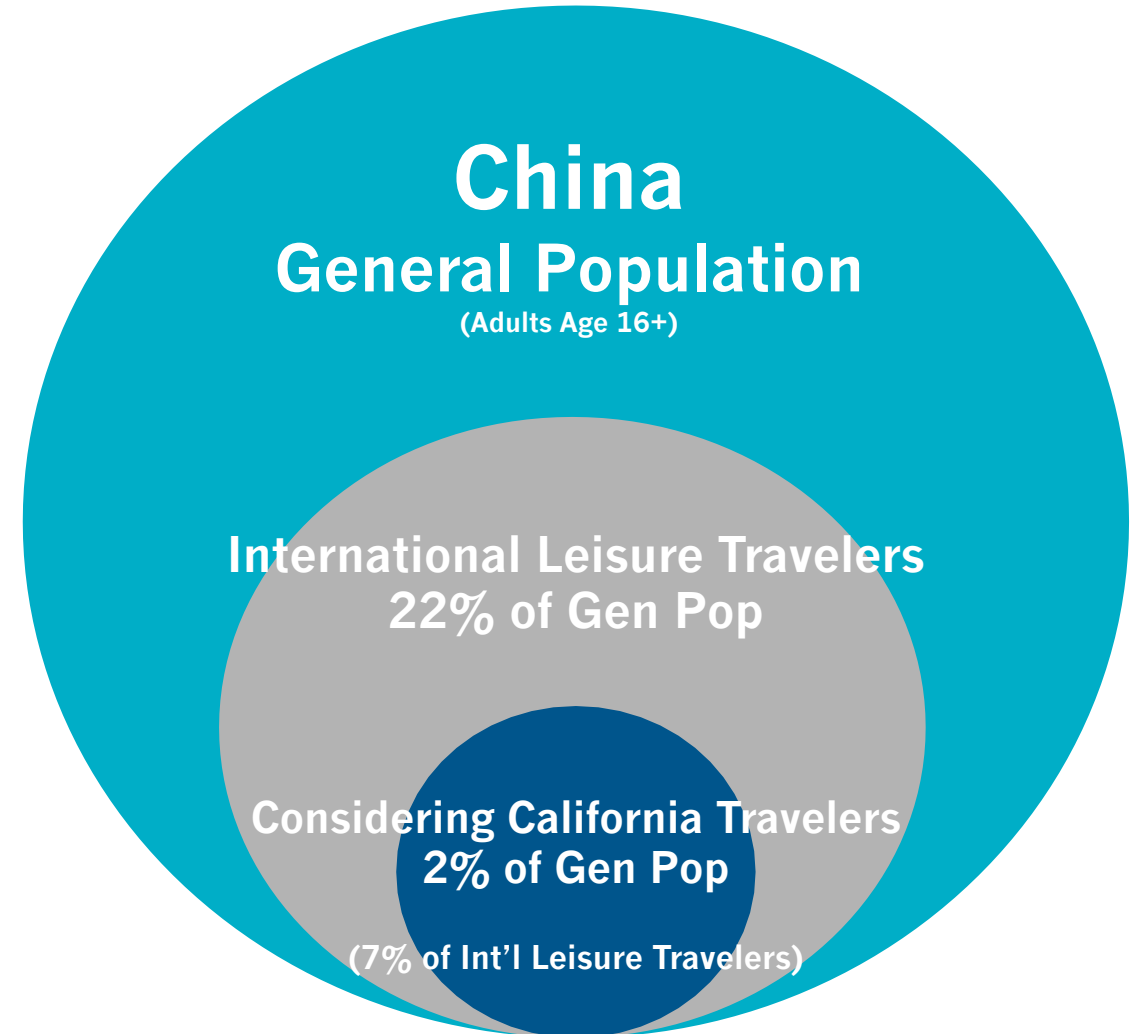 China
General Population
(Adults Age 16+)
International Leisure Travelers
22% of Gen Pop
Considering California Travelers
2% of Gen Pop
(7% of Int’l Leisure Travelers)